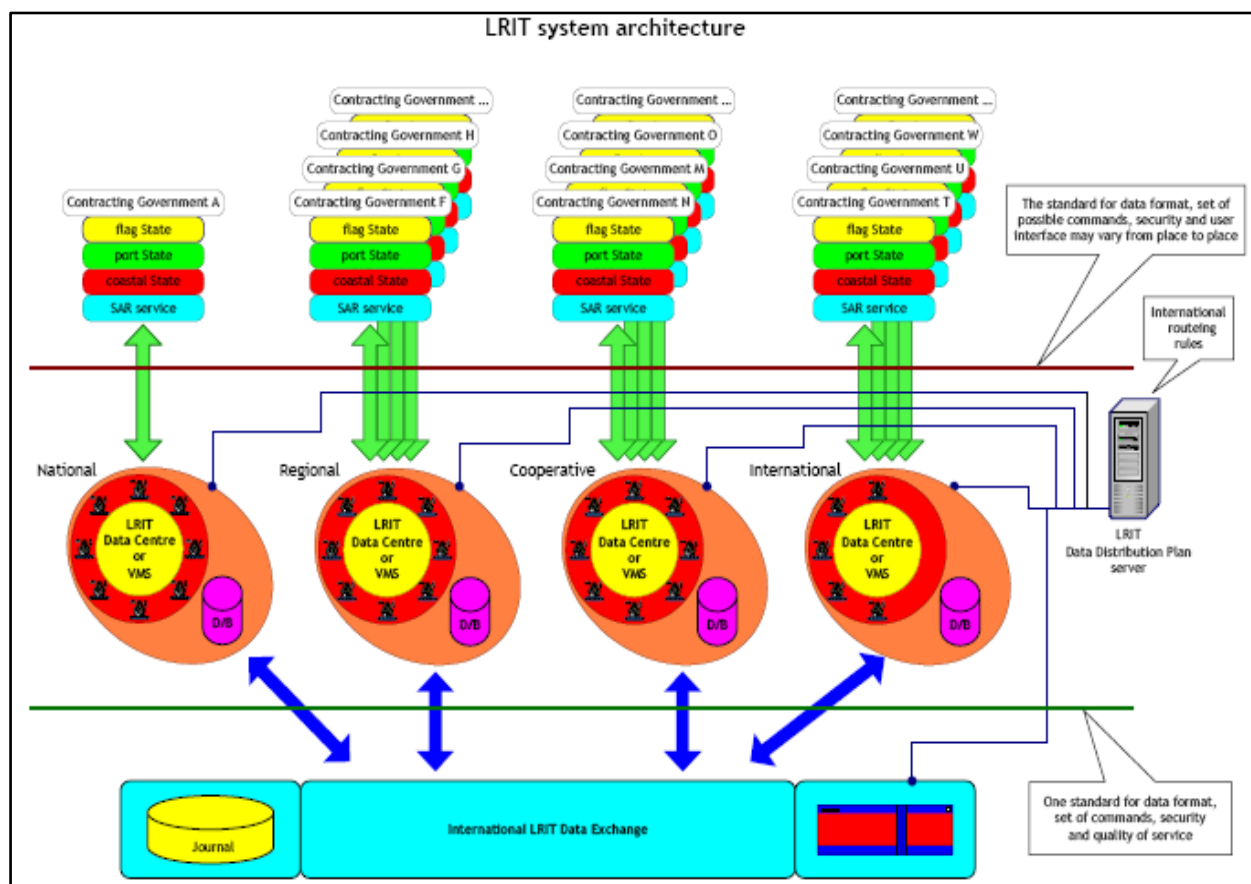 LRIT system architecture
Contracting Government ...
Contracting Government H
Contracting Government G
Contracting Government F
Contracting Government ...
Contracting Government O
Contracting Government M
Contracting Government N
Contracting Government ...
Contracting Government W
Contracting Government U
Contracting Government T
Contracting Government A
flag State
port State
coastal State
SAR service
flag State
port State
coastal State
SAR service
flag State
port State
coastal State
SAR service
flag State
port State
coastal State
SAR service
The standard for data format, set of
possible commands, security and user
interface may vary from place to place
International
routeing
rules
National
LRIT
Data Centre
or
VMS
D/B
Regional
LRIT
Data Centre
or
VMS
D/B
Cooperative
LRIT
Data Centre
or
VMS
D/B
International
LRIT
Data Centre
or
VMS
D/B
LRIT
Data Distribution Plan
server
Journal
International LRIT Data Exchange
One standard for data format,
set of commands, security
and quality of service